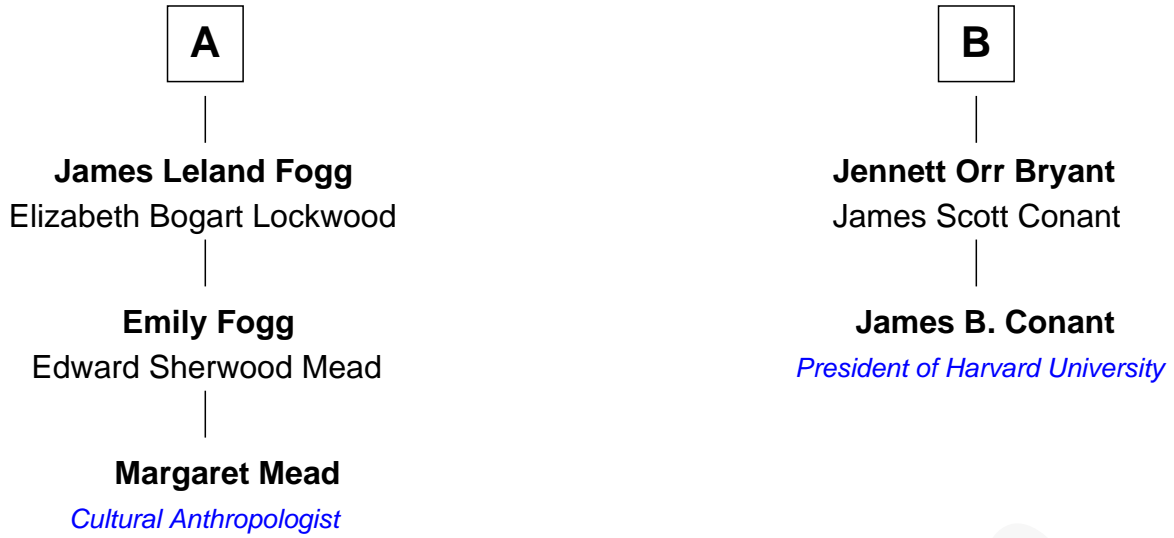 A
James Leland Fogg
Elizabeth Bogart Lockwood
Emily Fogg
Edward Sherwood Mead
Margaret Mead
Cultural Anthropologist
B
Jennett Orr Bryant
James Scott Conant
James B. Conant
President of Harvard University